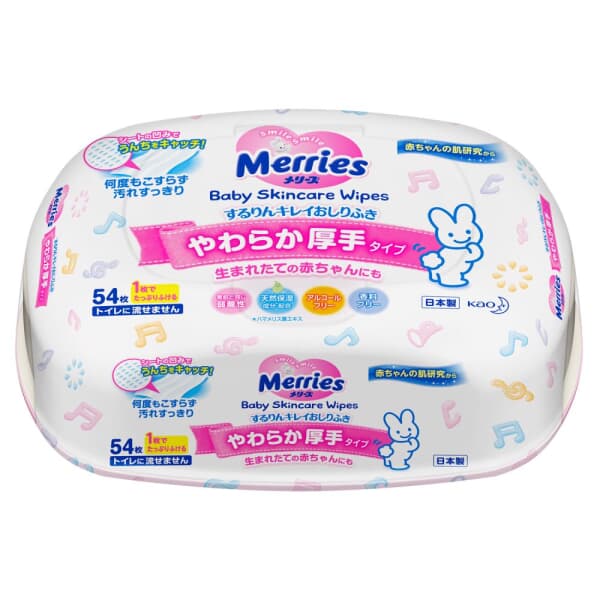 シートの凹みで
うんちをキャッチ!
何度もこすらず
汚れすっきり
smile smile
Merries
メリーズ
Baby Skincare Wipes
するりんキレイおしりふき
赤ちゃんの肌研究から
やわらか厚手タイプ
生まれたての赤ちゃんにも
54枚
1枚で
たっぷりふける
トイレに流せません
素肌と同じ
弱酸性
天然保湿
成分*配合
アルコール
フリー
香料
フリー
*ハマメリス葉エキス
日本製
Kao
シートの凹みで
うんちをキャッチ!
何度もこすらず
汚れすっきり
smile smile
Merries
メリーズ
Baby Skincare Wipes
するりんキレイおしりふき
赤ちゃんの肌研究から
やわらか厚手タイプ
生まれたての赤ちゃんにも
54枚
1枚で
たっぷりふける
トイレに流せません
日本製